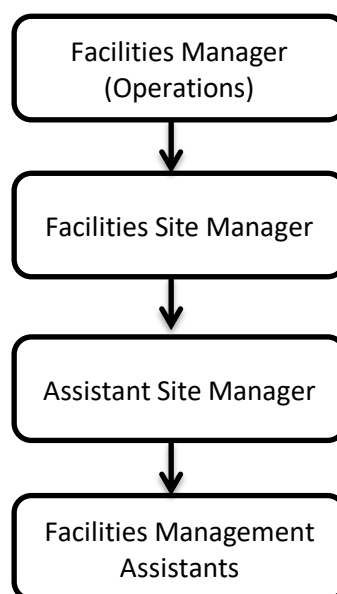 Facilities Manager
(Operations)
Facilities Site Manager
Assistant Site Manager
Facilities Management
Assistants